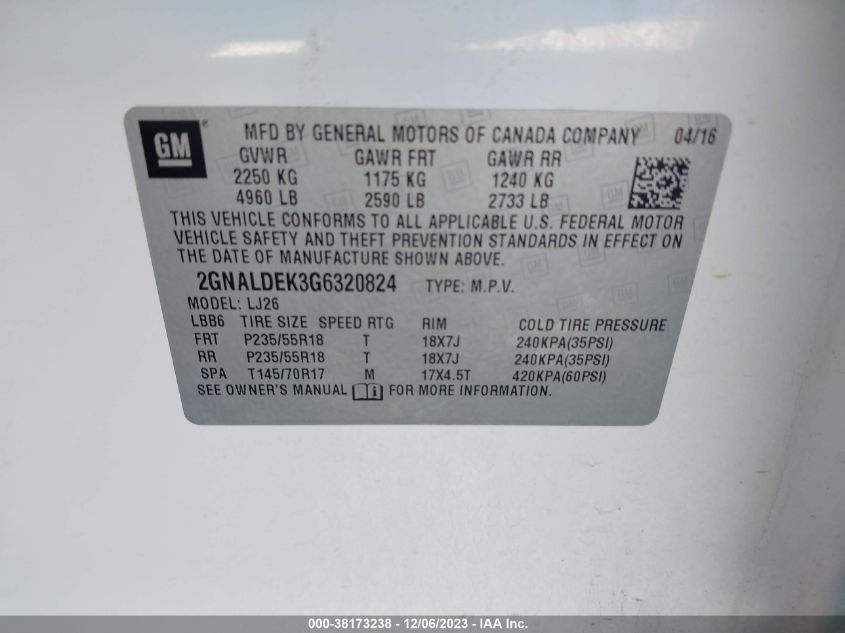 GM ® MFD BY GENERAL MOTORS OF CANADA COMPANY 04/16
GVWR GAWR FRT GAWR RR
2250 KG 1175 KG 1240 KG
4960 LB 2590 LB 2733 LB
THIS VEHICLE CONFORMS TO ALL APPLICABLE U.S. FEDERAL MOTOR
VEHICLE SAFETY AND THEFT PREVENTION STANDARDS IN EFFECT ON
THE DATE OF MANUFACTURE SHOWN ABOVE.
2GNALDEK3G6320824 TYPE: M.P.V.
MODEL: LJ26
LBB6 TIRE SIZE SPEED RTG RIM COLD TIRE PRESSURE
FRT P235/55R18 T 18X7J 240KPA(35PSI)
RR P235/55R18 T 18X7J 240KPA(35PSI)
SPA T145/70R17 M 17X4.5T 420KPA(60PSI)
SEE OWNER'S MANUAL FOR MORE INFORMATION.
000-38173238 - 12/06/2023 - IAA Inc.